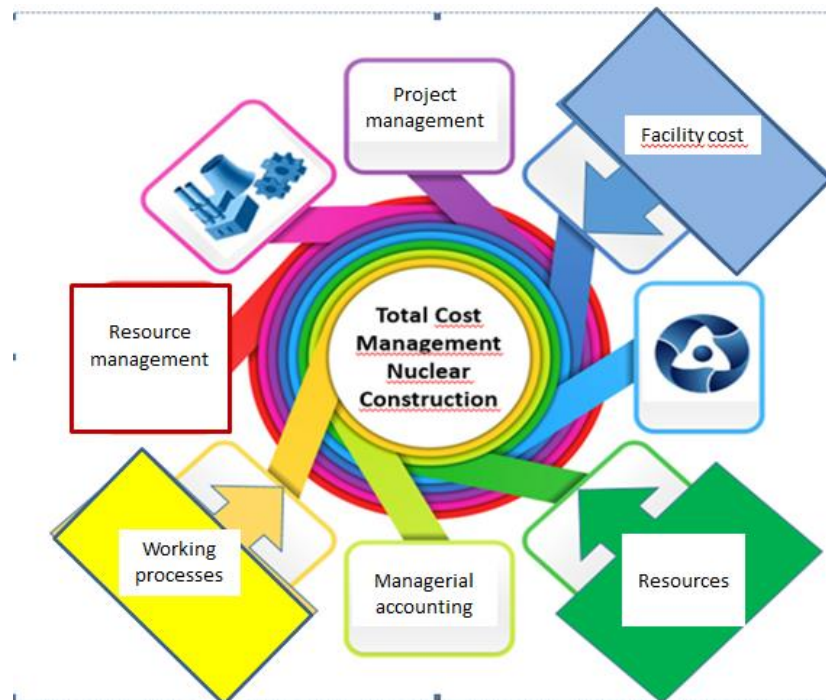 Project
management
Facility cost
Resource
management
Total Cost
Management
Nuclear
Construction
Working
processes
Managerial
accounting
Resources